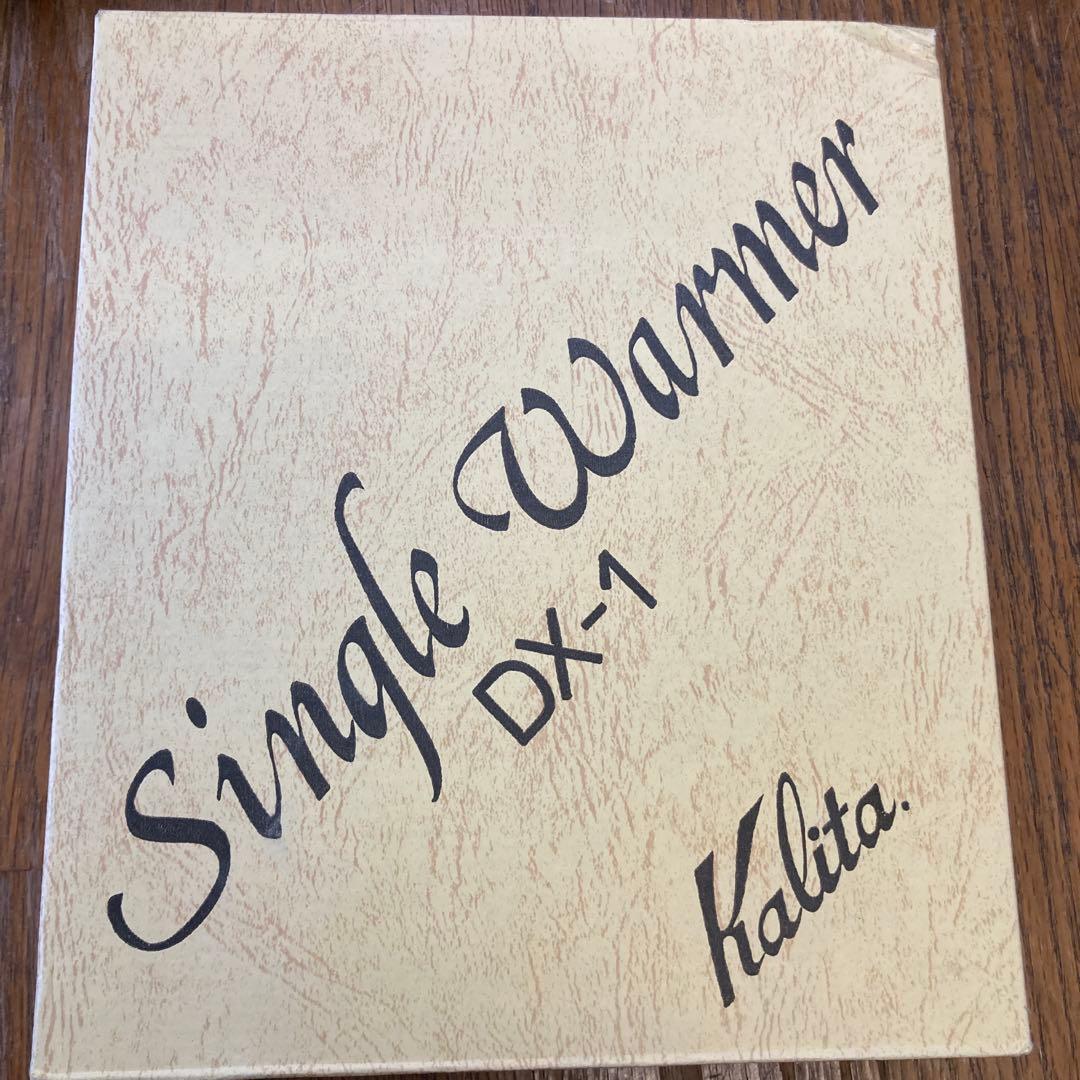 Single Warmer
DX-1
Kalita.